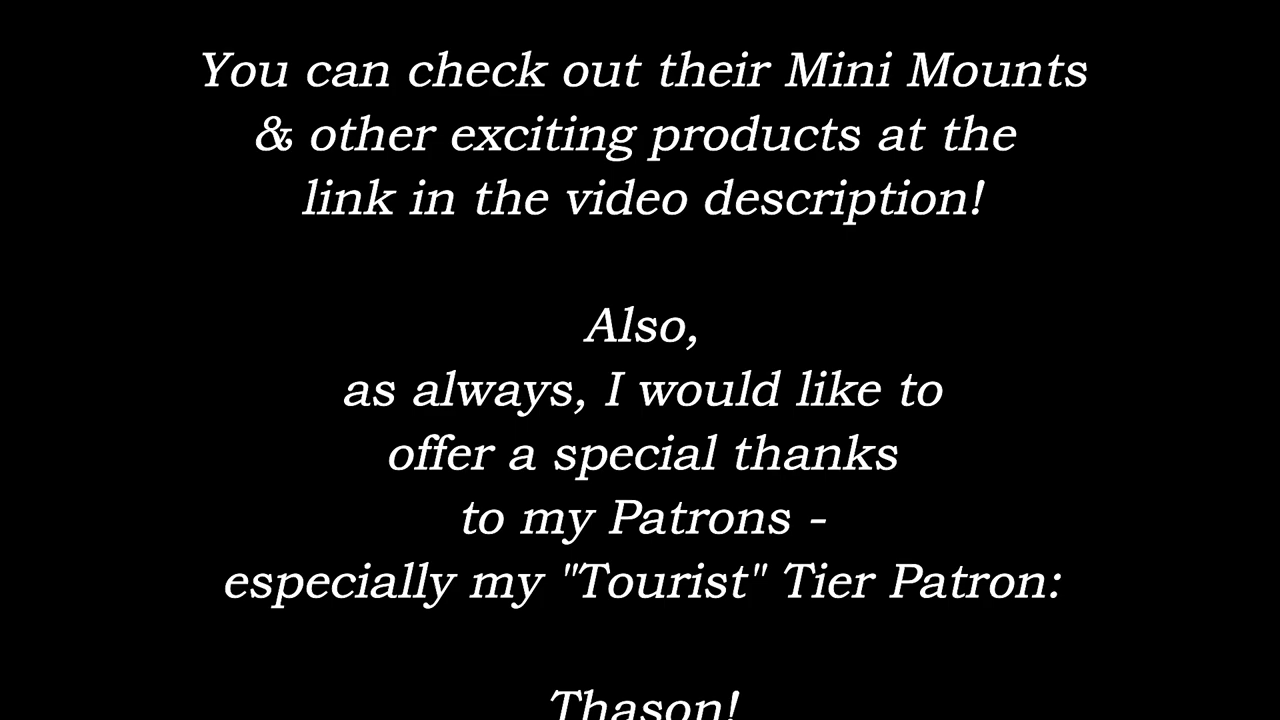 You can check out their Mini Mounts
& other exciting products at the
link in the video description!
Also,
as always, I would like to
offer a special thanks
to my Patrons -
especially my "Tourist" Tier Patron:
Thason!